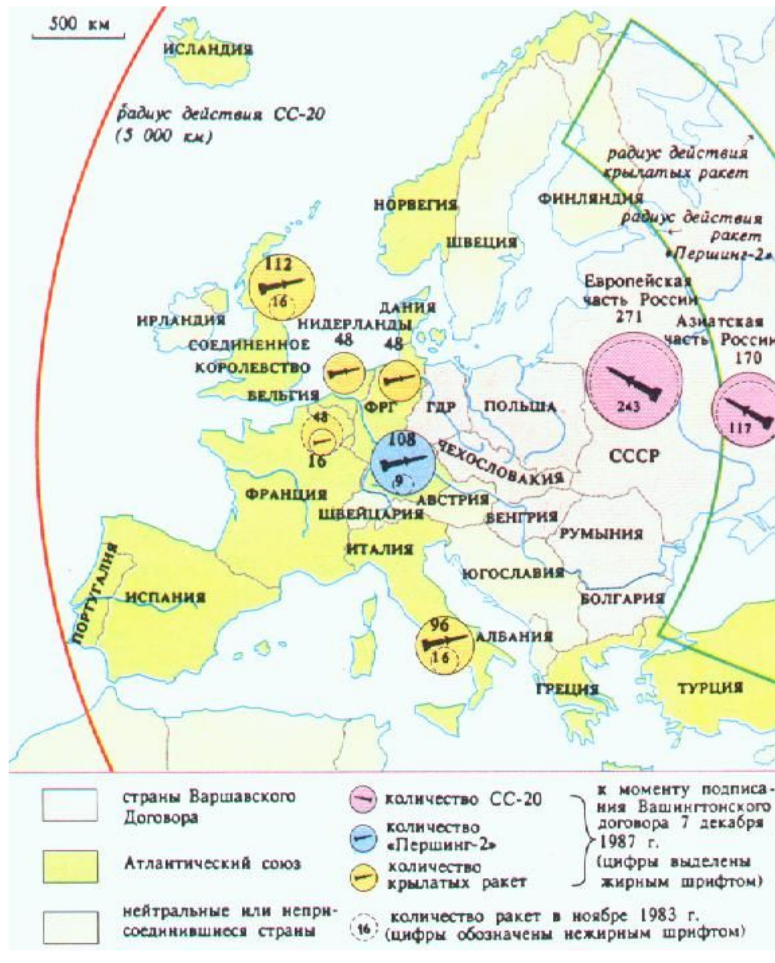 500 км
ИСЛАНДИЯ
радиус действия СС-20
(5 000 км)
радиус действия
крылатых ракет
НОРВЕГИЯ
ФИНЛЯНДИЯ
ШВЕЦИЯ
радиус действия
ракет
«Першинг-2»
112
16
Европейская
часть России
271
243
Азиатская
часть России
170
117
ДАНИЯ
ИРЛАНДИЯ
НИДЕРЛАНДЫ
48
48
СОЕДИНЕННОЕ
КОРОЛЕВСТВО
БЕЛЬГИЯ
ФРГ
ГДР
ПОЛЬША
48
16
108
9
ЧЕХОСЛОВАКИЯ
СССР
ФРАНЦИЯ
АВСТРИЯ
ШВЕЙЦАРИЯ
ВЕНГРИЯ
РУМЫНИЯ
ИТАЛИЯ
ЮГОСЛАВИЯ
ПОРТУГАЛИЯ
ИСПАНИЯ
БОЛГАРИЯ
96
16
АЛБАНИЯ
ГРЕЦИЯ
ТУРЦИЯ
страны Варшавского
Договора
Атлантический союз
нейтральные или непри-
соединившиеся страны
количество СС-20
количество
«Першинг-2»
количество
крылатых ракет
к моменту подписа-
ния Вашингтонского
договора 7 декабря
1987 г.
(цифры выделены
жирным шрифтом)
16
количество ракет в ноябре 1983 г.
(цифры обозначены нежирным шрифтом)